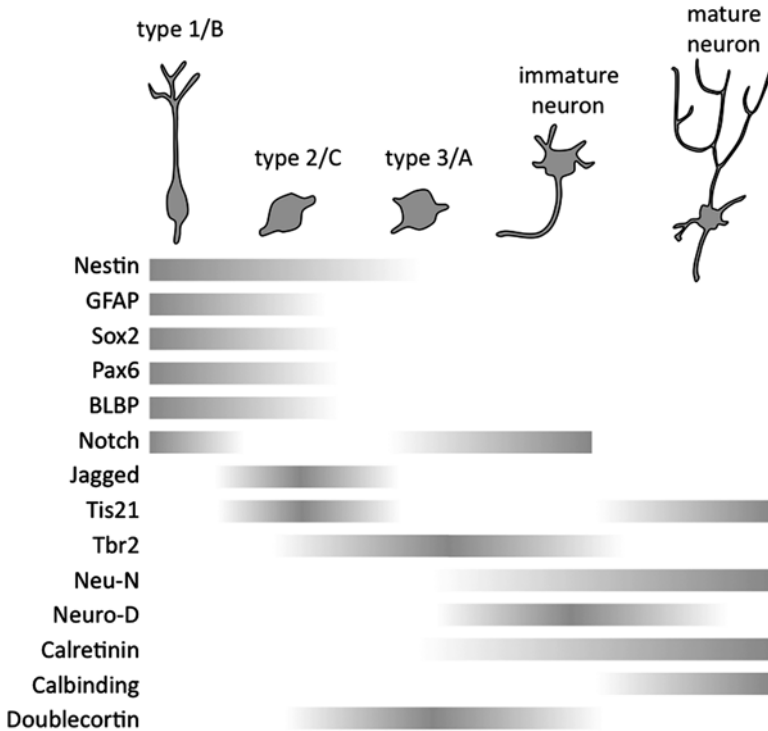 mature
neuron
type 1/B
immature
neuron
type 2/C
type 3/A
Nestin
GFAP
Sox2
Pax6
BLBP
Notch
Jagged
Tis21
Tbr2
Neu-N
Neuro-D
Calretinin
Calbinding
Doublecortin